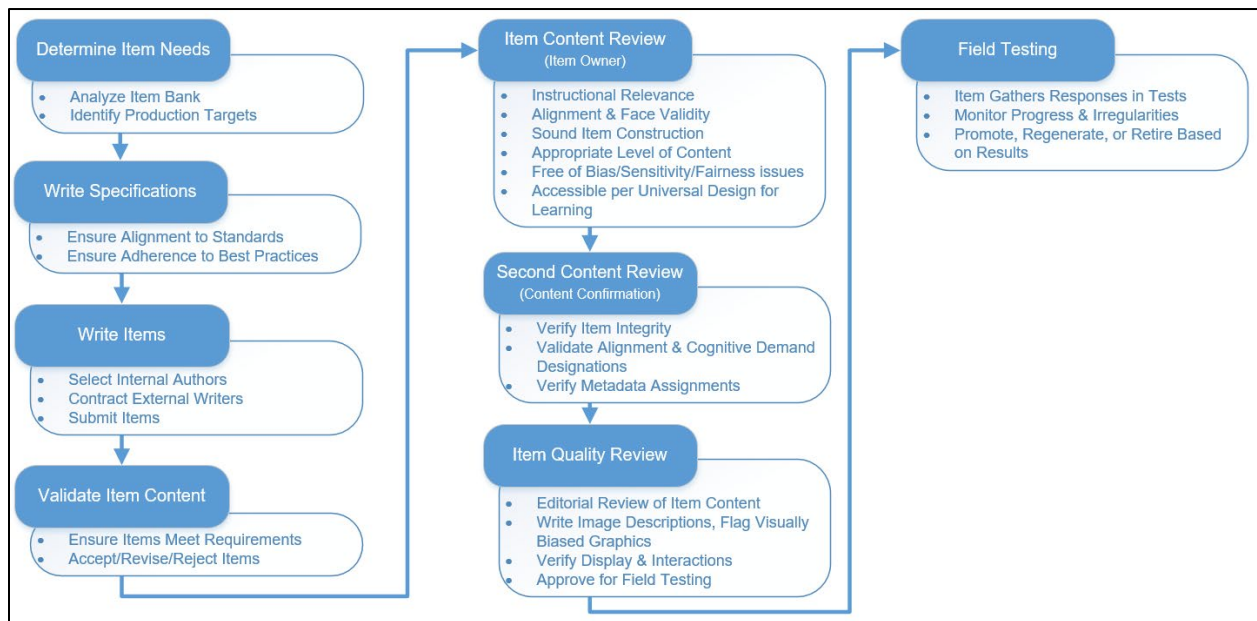 Determine Item Needs
• Analyze Item Bank
• Identify Production Targets
Write Specifications
• Ensure Alignment to Standards
• Ensure Adherence to Best Practices
Write Items
• Select Internal Authors
• Contract External Writers
• Submit Items
Validate Item Content
• Ensure Items Meet Requirements
• Accept/Revise/Reject Items
Item Content Review
(Item Owner)
• Instructional Relevance
• Alignment & Face Validity
• Sound Item Construction
• Appropriate Level of Content
• Free of Bias/Sensitivity/Fairness issues
• Accessible per Universal Design for
Learning
Second Content Review
(Content Confirmation)
• Verify Item Integrity
• Validate Alignment & Cognitive Demand
Designations
• Verify Metadata Assignments
Item Quality Review
• Editorial Review of Item Content
• Write Image Descriptions, Flag Visually
Biased Graphics
• Verify Display & Interactions
• Approve for Field Testing
Field Testing
• Item Gathers Responses in Tests
• Monitor Progress & Irregularities
• Promote, Regenerate, or Retire Based
on Results